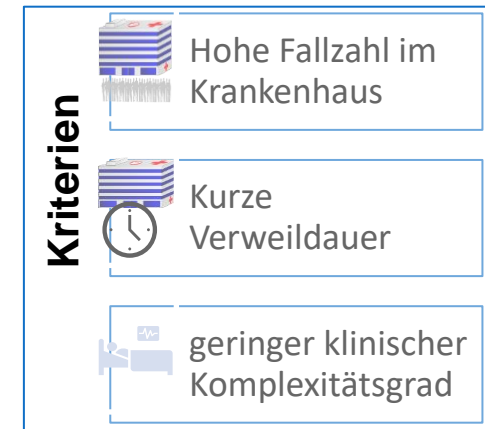 Kriterien
Hohe Fallzahl im
Krankenhaus
Kurze
Verweildauer
geringer klinischer
Komplexitätsgrad